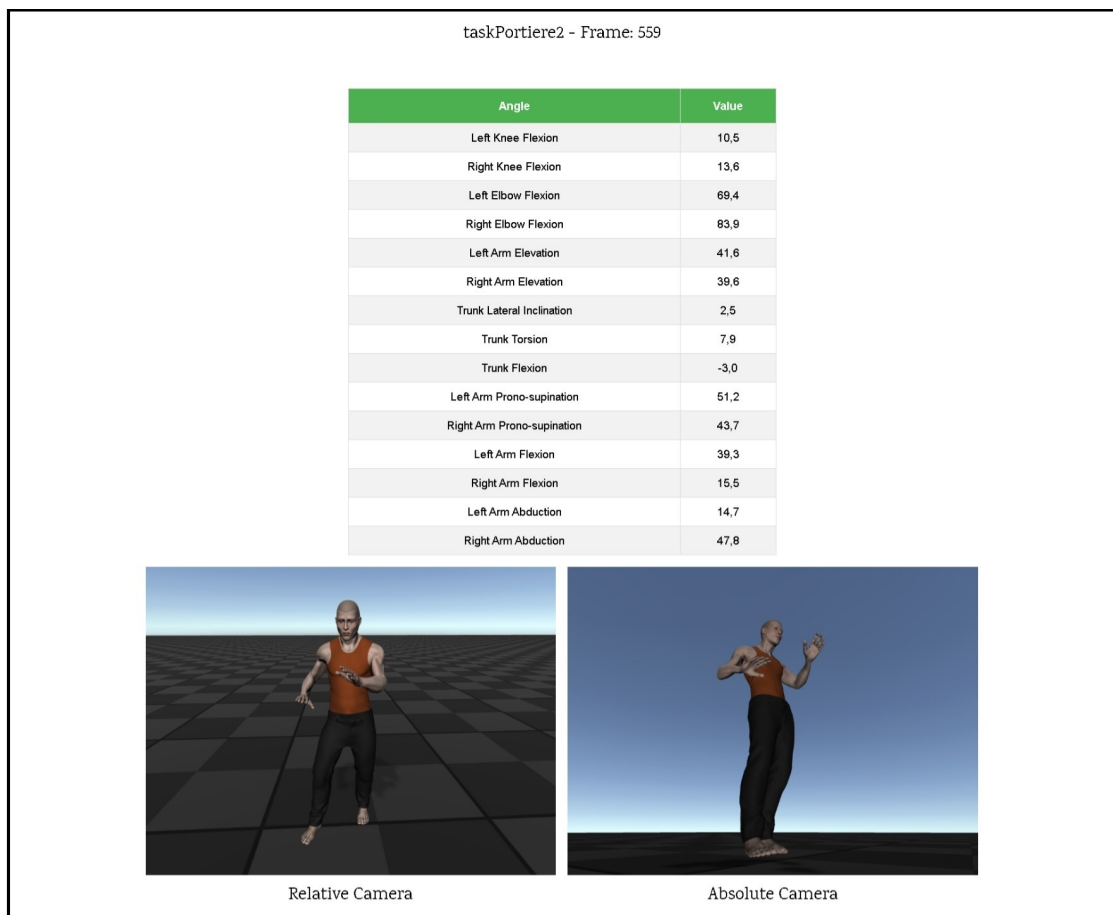 taskPortiere2 - Frame: 559
Angle Value
Left Knee Flexion 10,5
Right Knee Flexion 13,6
Left Elbow Flexion 69,4
Right Elbow Flexion 83,9
Left Arm Elevation 41,6
Right Arm Elevation 39,6
Trunk Lateral Inclination 2,5
Trunk Torsion 7,9
Trunk Flexion -3,0
Left Arm Prono-supination 51,2
Right Arm Prono-supination 43,7
Left Arm Flexion 39,3
Right Arm Flexion 15,5
Left Arm Abduction 14,7
Right Arm Abduction 47,8
Relative Camera Absolute Camera